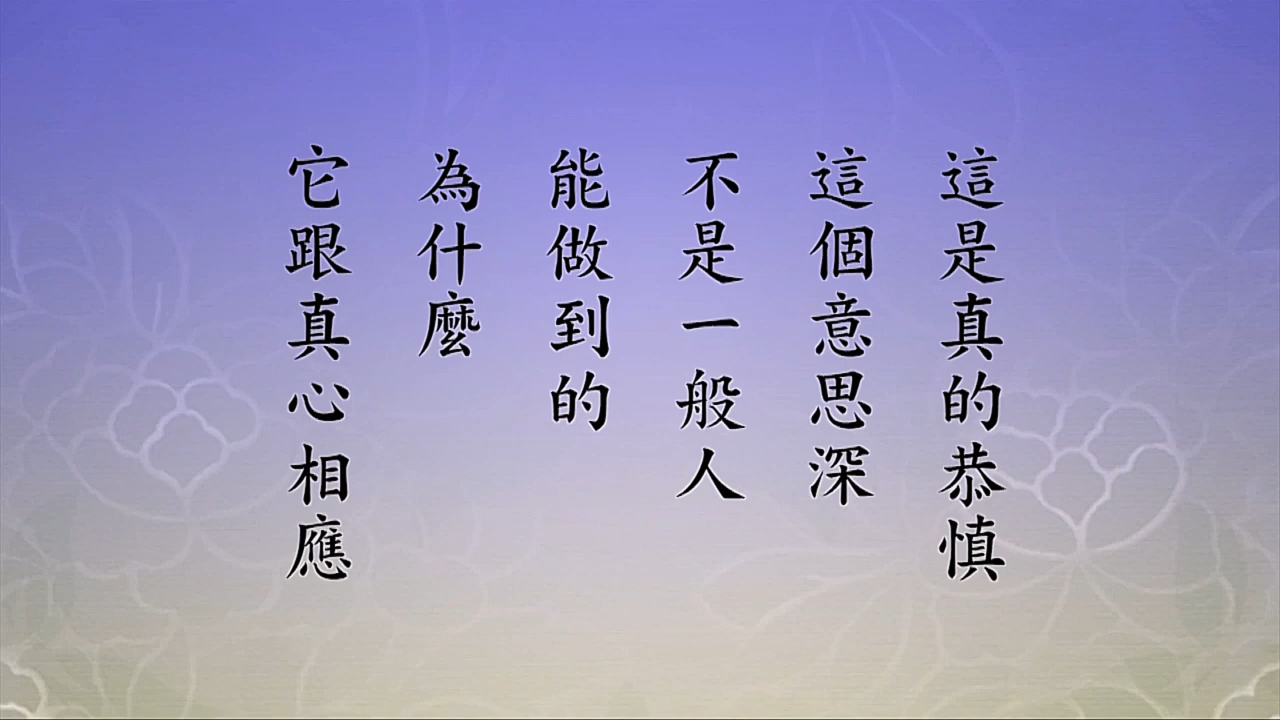 這是真的恭慎
這個意思深
不是一般人
能做到的
為什麼
它跟真心相應